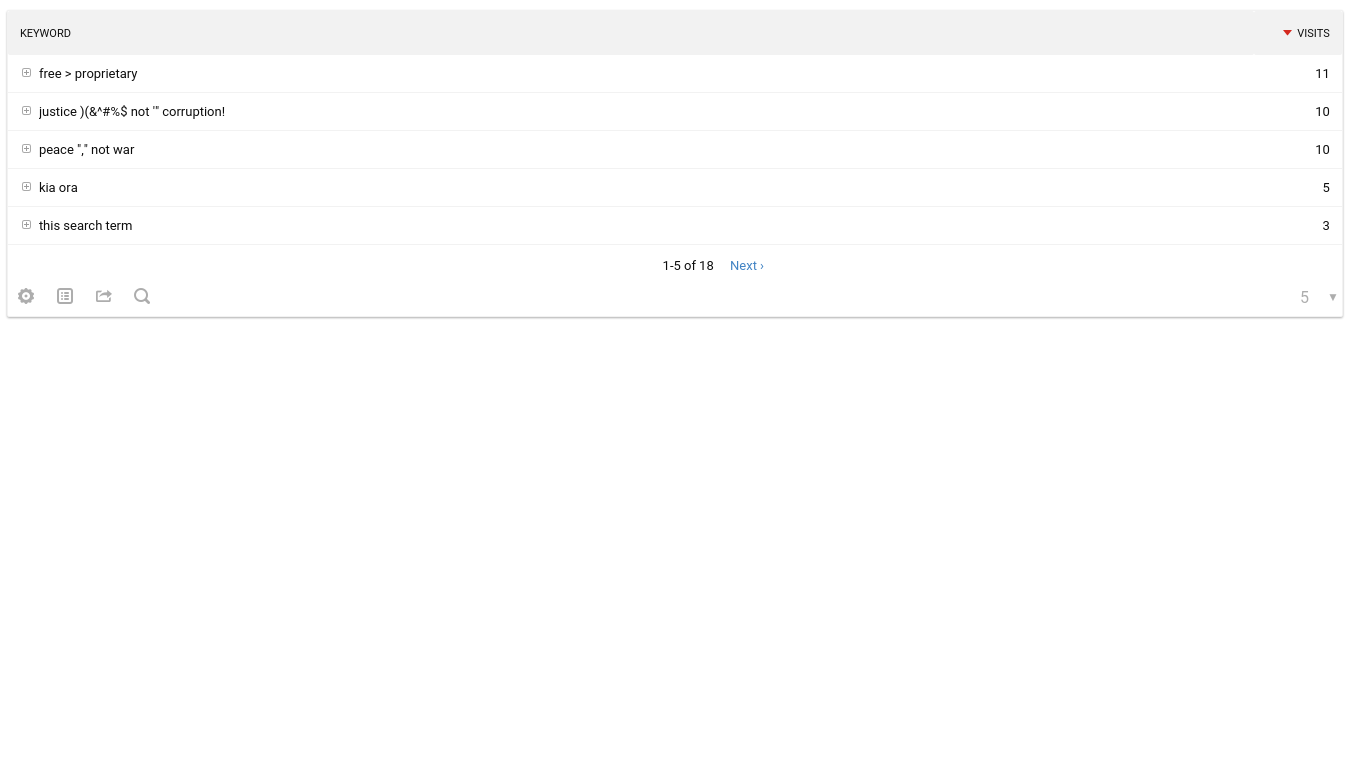 KEYWORD VISITS
free > proprietary 11
justice )(&^#%$ not '" corruption! 10
peace "," not war 10
kia ora 5
this search term 3
1-5 of 18 Next ›
5 ▼